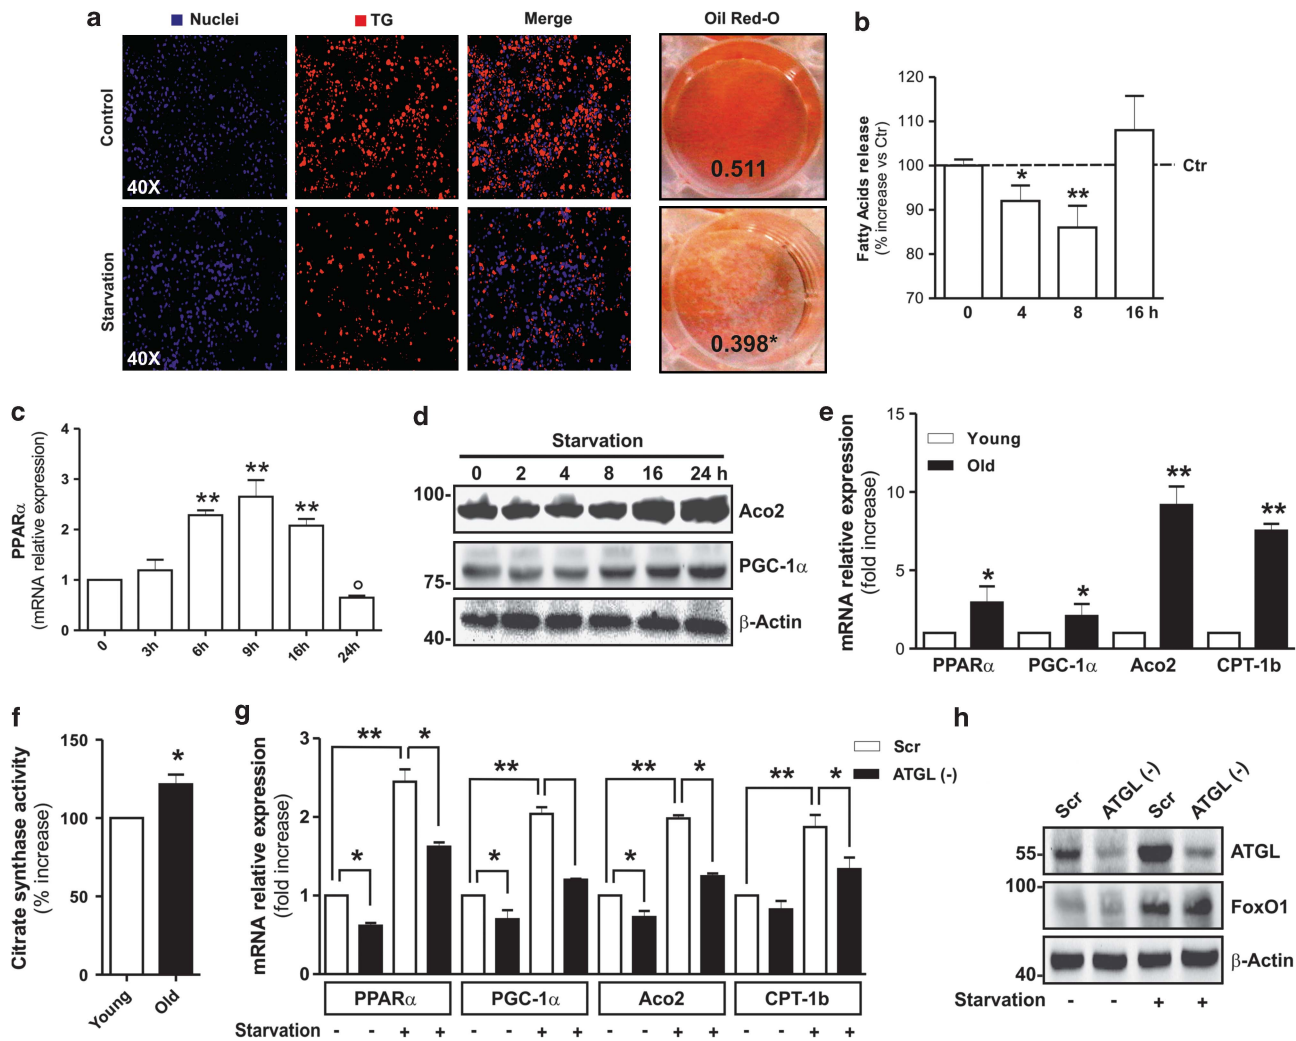 a
Nuclei TG Merge Oil Red-O
Control
40X
0.511
Starvation
40X
0.398*
b
Fatty Acids release
(% increase vs Ctr)
120
110
100
90
80
70
* **
Ctr
0 4 8 16 h
c
PPARα
(mRNA relative expression)
4
3
2
1
0
** ** **
0 3h 6h 9h 16h 24h
d
Starvation
0 2 4 8 16 24 h
100-
Aco2
PGC-1α
75-
β-Actin
40-
e
mRNA relative expression
(fold increase)
15
10
5
0
Young
Old
* * ** **
PPARα PGC-1α Aco2 CPT-1b
f
Citrate synthase activity
(% increase)
150
100
50
0
*
Young Old
g
mRNA relative expression
(fold increase)
3
2
1
0
Scr
ATGL (-)
** * ** ** * ** *
* * *
PPARα PGC-1α Aco2 CPT-1b
Starvation - - + + - - + + - - + + - - + +
h
Scr ATGL (-) Scr ATGL (-)
55-
ATGL
100-
FoxO1
β-Actin
40-
Starvation - - + +